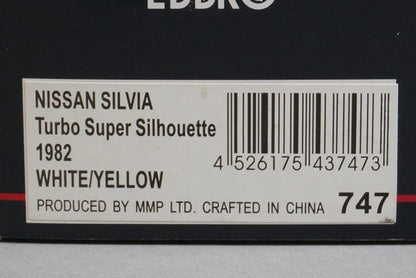 EBBRO
NISSAN SILVIA
Turbo Super Silhouette
1982
WHITE/YELLOW
4 526175 437473
PRODUCED BY MMP LTD. CRAFTED IN CHINA 747